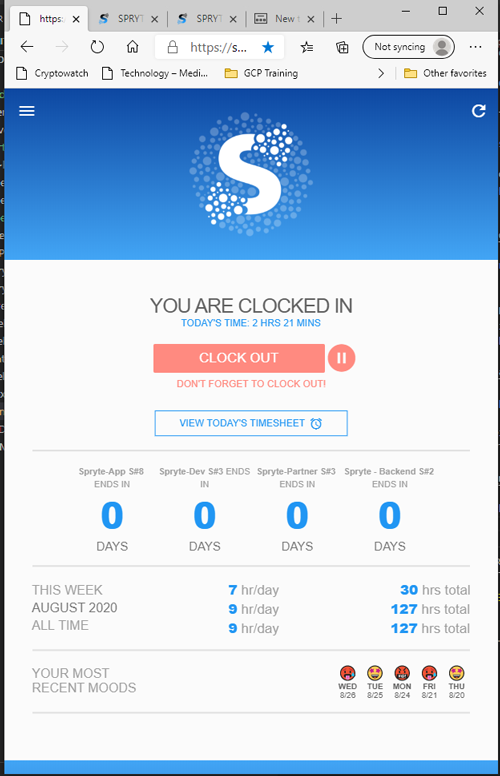 https:
SPRYT
SPRYT
New t
https://s...
Not syncing
Cryptowatch
Technology – Medi...
GCP Training
Other favorites
S
YOU ARE CLOCKED IN
TODAY'S TIME: 2 HRS 21 MINS
CLOCK OUT
DON'T FORGET TO CLOCK OUT!
VIEW TODAY'S TIMESHEET
Spryte-App S#8 ENDS IN
0
DAYS
Spryte-Dev S#3 ENDS IN
0
DAYS
Spryte-Partner S#3 ENDS IN
0
DAYS
Spryte - Backend S#2 ENDS IN
0
DAYS
THIS WEEK 7 hr/day 30 hrs total
AUGUST 2020 9 hr/day 127 hrs total
ALL TIME 9 hr/day 127 hrs total
YOUR MOST
RECENT MOODS
WED TUE MON FRI THU
8/26 8/25 8/24 8/21 8/20